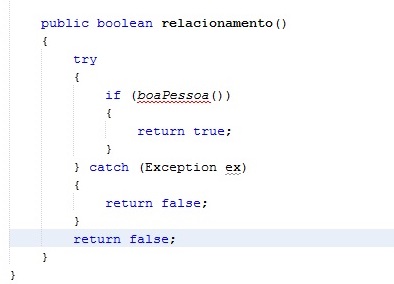 public boolean relacionamento()
{
try
{
if (boaPessoa())
{
return true;
}
} catch (Exception ex)
{
return false;
}
return false;
}
}